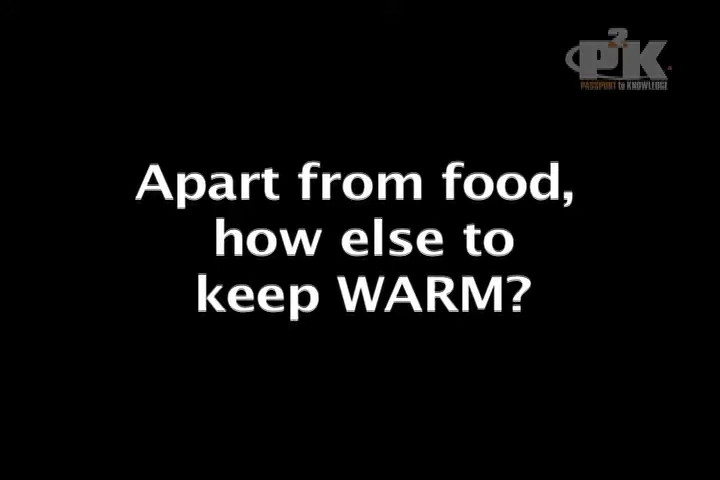 P2K
PASSPORT to KNOWLEDGE
Apart from food,
how else to
keep WARM?